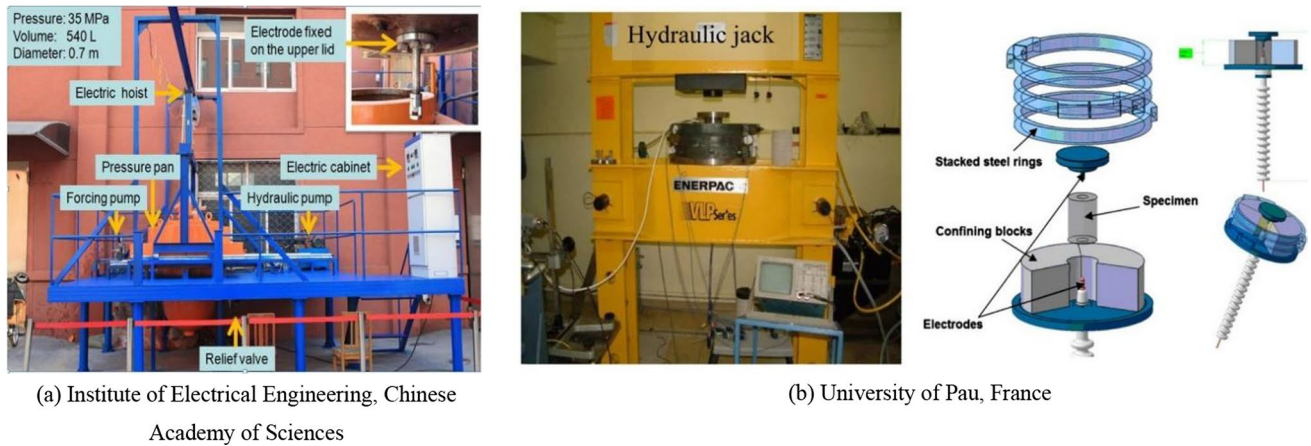 Pressure: 35 MPa
Volume: 540 L
Diameter: 0.7 m
Electrode fixed
on the upper lid
Electric hoist
Pressure pan
Electric cabinet
Forcing pump
Hydraulic pump
Relief valve
(a) Institute of Electrical Engineering, Chinese
Academy of Sciences
Hydraulic jack
ENERPAC
VLP Series
Stacked steel rings
Specimen
Confining blocks
Electrodes
(b) University of Pau, France